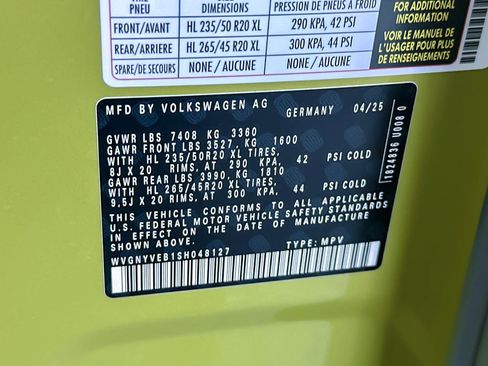 TIRE DIMENSIONS PRESSION DE PNEUS À FROID
PNEU
FRONT/AVANT HL 235/50 R20 XL 290 KPA, 42 PSI
REAR/ARRIERE HL 265/45 R20 XL 300 KPA, 44 PSI
SPARE/DE SECOURS NONE / AUCUNE NONE / AUCUNE
INFORMATION
VOIR LE MANUEL DE
L'USAGER POUR PLUS
DE RENSEIGNEMENTS
MFD BY VOLKSWAGEN AG GERMANY 04/25
GVWR LBS 7408 KG 3360
GAWR FRONT LBS 3527 KG 1600
WITH HL 235/50R20 XL TIRES,
8J X 20 RIMS, AT 290 KPA, 42 PSI COLD
GAWR REAR LBS 3990 KG 1810
WITH HL 265/45R20 XL TIRES,
9.5J X 20 RIMS, AT 300 KPA, 44 PSI COLD
THIS VEHICLE CONFORMS TO ALL APPLICABLE
U.S. FEDERAL MOTOR VEHICLE SAFETY STANDARDS
IN EFFECT ON THE DATE OF MANUFACTURE
SHOWN ABOVE.
WVGNYVEB1SH048127 TYPE: MPV
1824836 U008 0